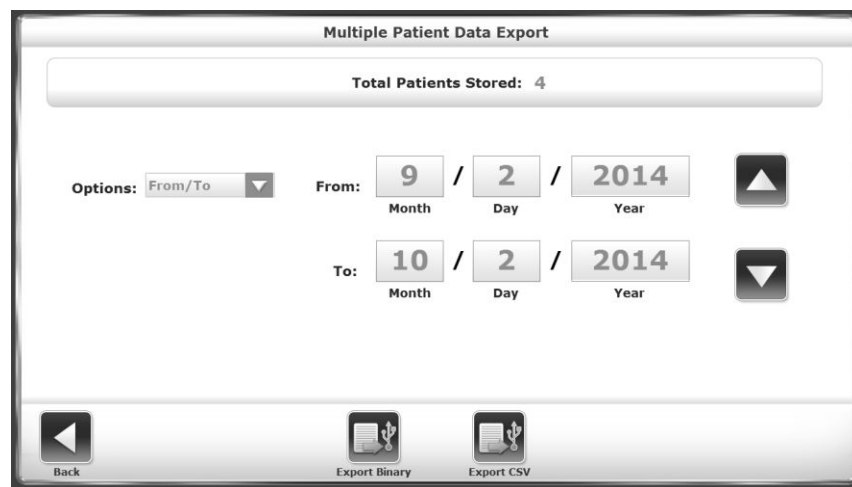 Multiple Patient Data Export
Total Patients Stored: 4
Options: From/To From: 9 / 2 / 2014
Month Day Year
To: 10 / 2 / 2014
Month Day Year
Back Export Binary Export CSV